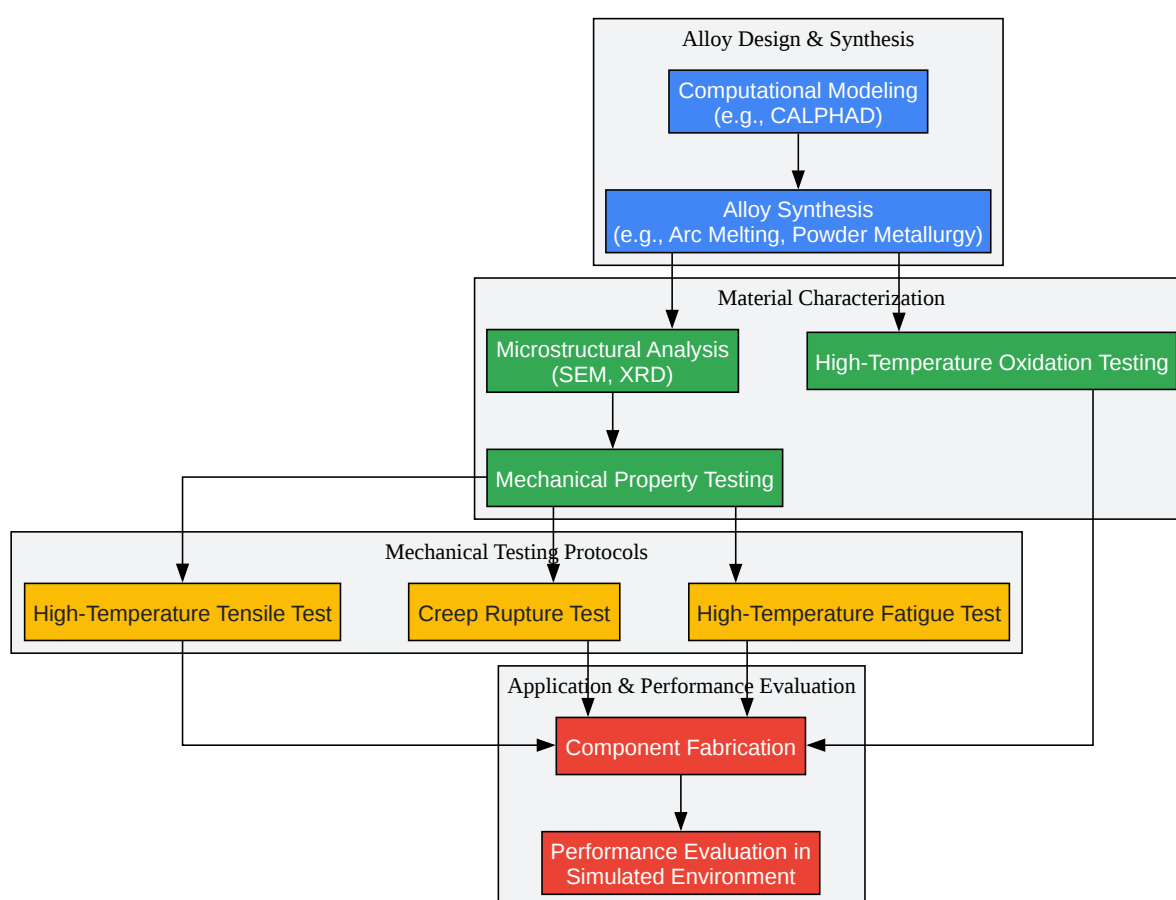 Alloy Design & Synthesis
Computational Modeling
(e.g., CALPHAD)
Alloy Synthesis
(e.g., Arc Melting, Powder Metallurgy)
Material Characterization
Microstructural Analysis
(SEM, XRD)
High-Temperature Oxidation Testing
Mechanical Property Testing
Mechanical Testing Protocols
High-Temperature Tensile Test
Creep Rupture Test
High-Temperature Fatigue Test
Application & Performance Evaluation
Component Fabrication
Performance Evaluation in
Simulated Environment